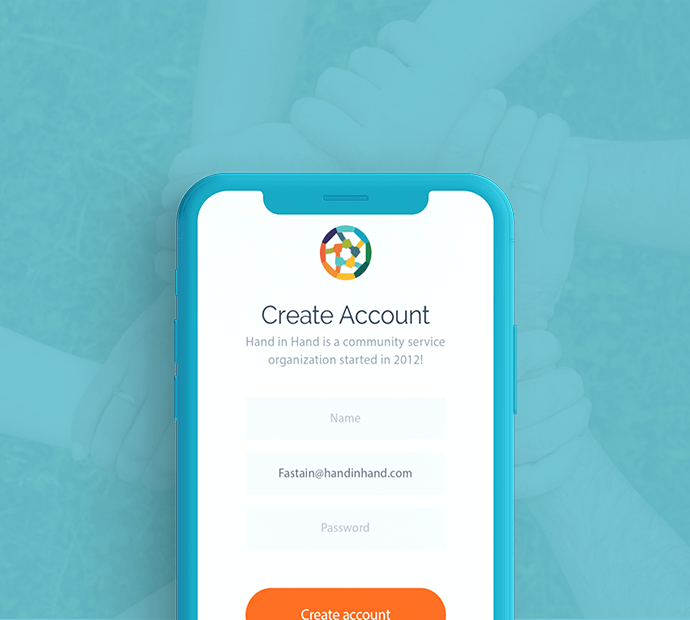 Create Account
Hand in Hand is a community service
organization started in 2012!
Name
Fastain@handinhand.com
Password
Create account